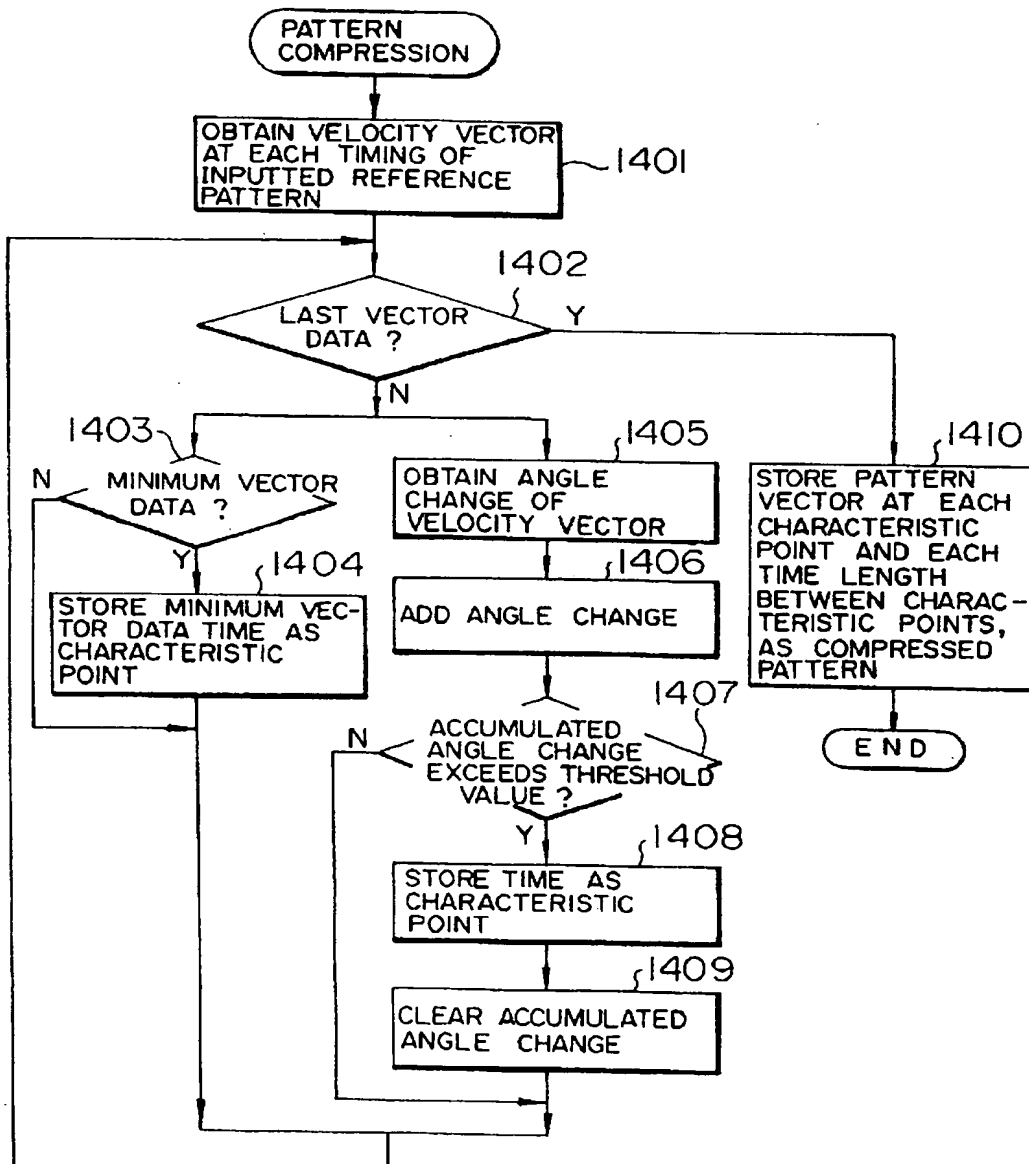 PATTERN
COMPRESSION
OBTAIN VELOCITY VECTOR
AT EACH TIMING OF
INPUTTED REFERENCE
PATTERN
1401
1402
LAST VECTOR
DATA ?
Y
N
1403
N
MINIMUM VECTOR
DATA ?
Y
1404
STORE MINIMUM VEC-
TOR DATA TIME AS
CHARACTERISTIC
POINT
1405
OBTAIN ANGLE
CHANGE OF
VELOCITY VECTOR
1406
ADD ANGLE CHANGE
1407
N
ACCUMULATED
ANGLE CHANGE
EXCEEDS THRESHOLD
VALUE ?
Y
1408
STORE TIME AS
CHARACTERISTIC
POINT
1409
CLEAR ACCUMULATED
ANGLE CHANGE
1410
STORE PATTERN
VECTOR AT EACH
CHARACTERISTIC
POINT AND EACH
TIME LENGTH
BETWEEN CHARAC-
TERISTIC POINTS,
AS COMPRESSED
PATTERN
END